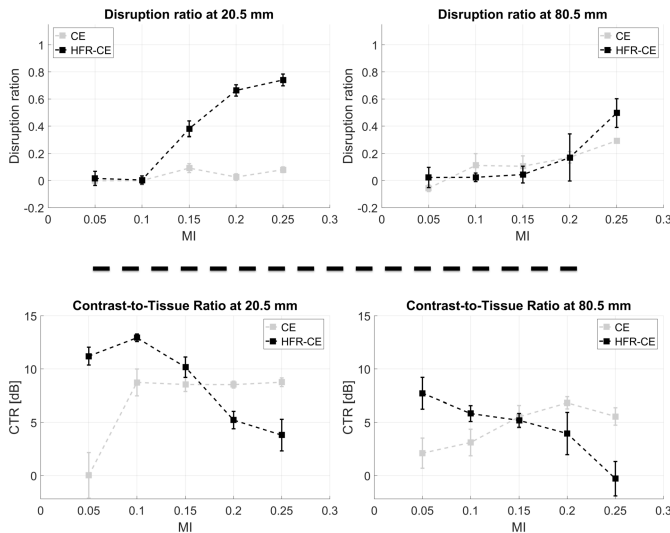 Disruption ratio at 20.5 mm
CE
HFR-CE
1
0.8
0.6
0.4
0.2
0
-0.2
Disruption ration
0 0.05 0.1 0.15 0.2 0.25 0.3
MI
Disruption ratio at 80.5 mm
CE
HFR-CE
1
0.8
0.6
0.4
0.2
0
-0.2
Disruption ration
0 0.05 0.1 0.15 0.2 0.25 0.3
MI
Contrast-to-Tissue Ratio at 20.5 mm
CE
HFR-CE
15
10
5
0
CTR [dB]
0 0.05 0.1 0.15 0.2 0.25 0.3
MI
Contrast-to-Tissue Ratio at 80.5 mm
CE
HFR-CE
15
10
5
0
CTR [dB]
0 0.05 0.1 0.15 0.2 0.25 0.3
MI